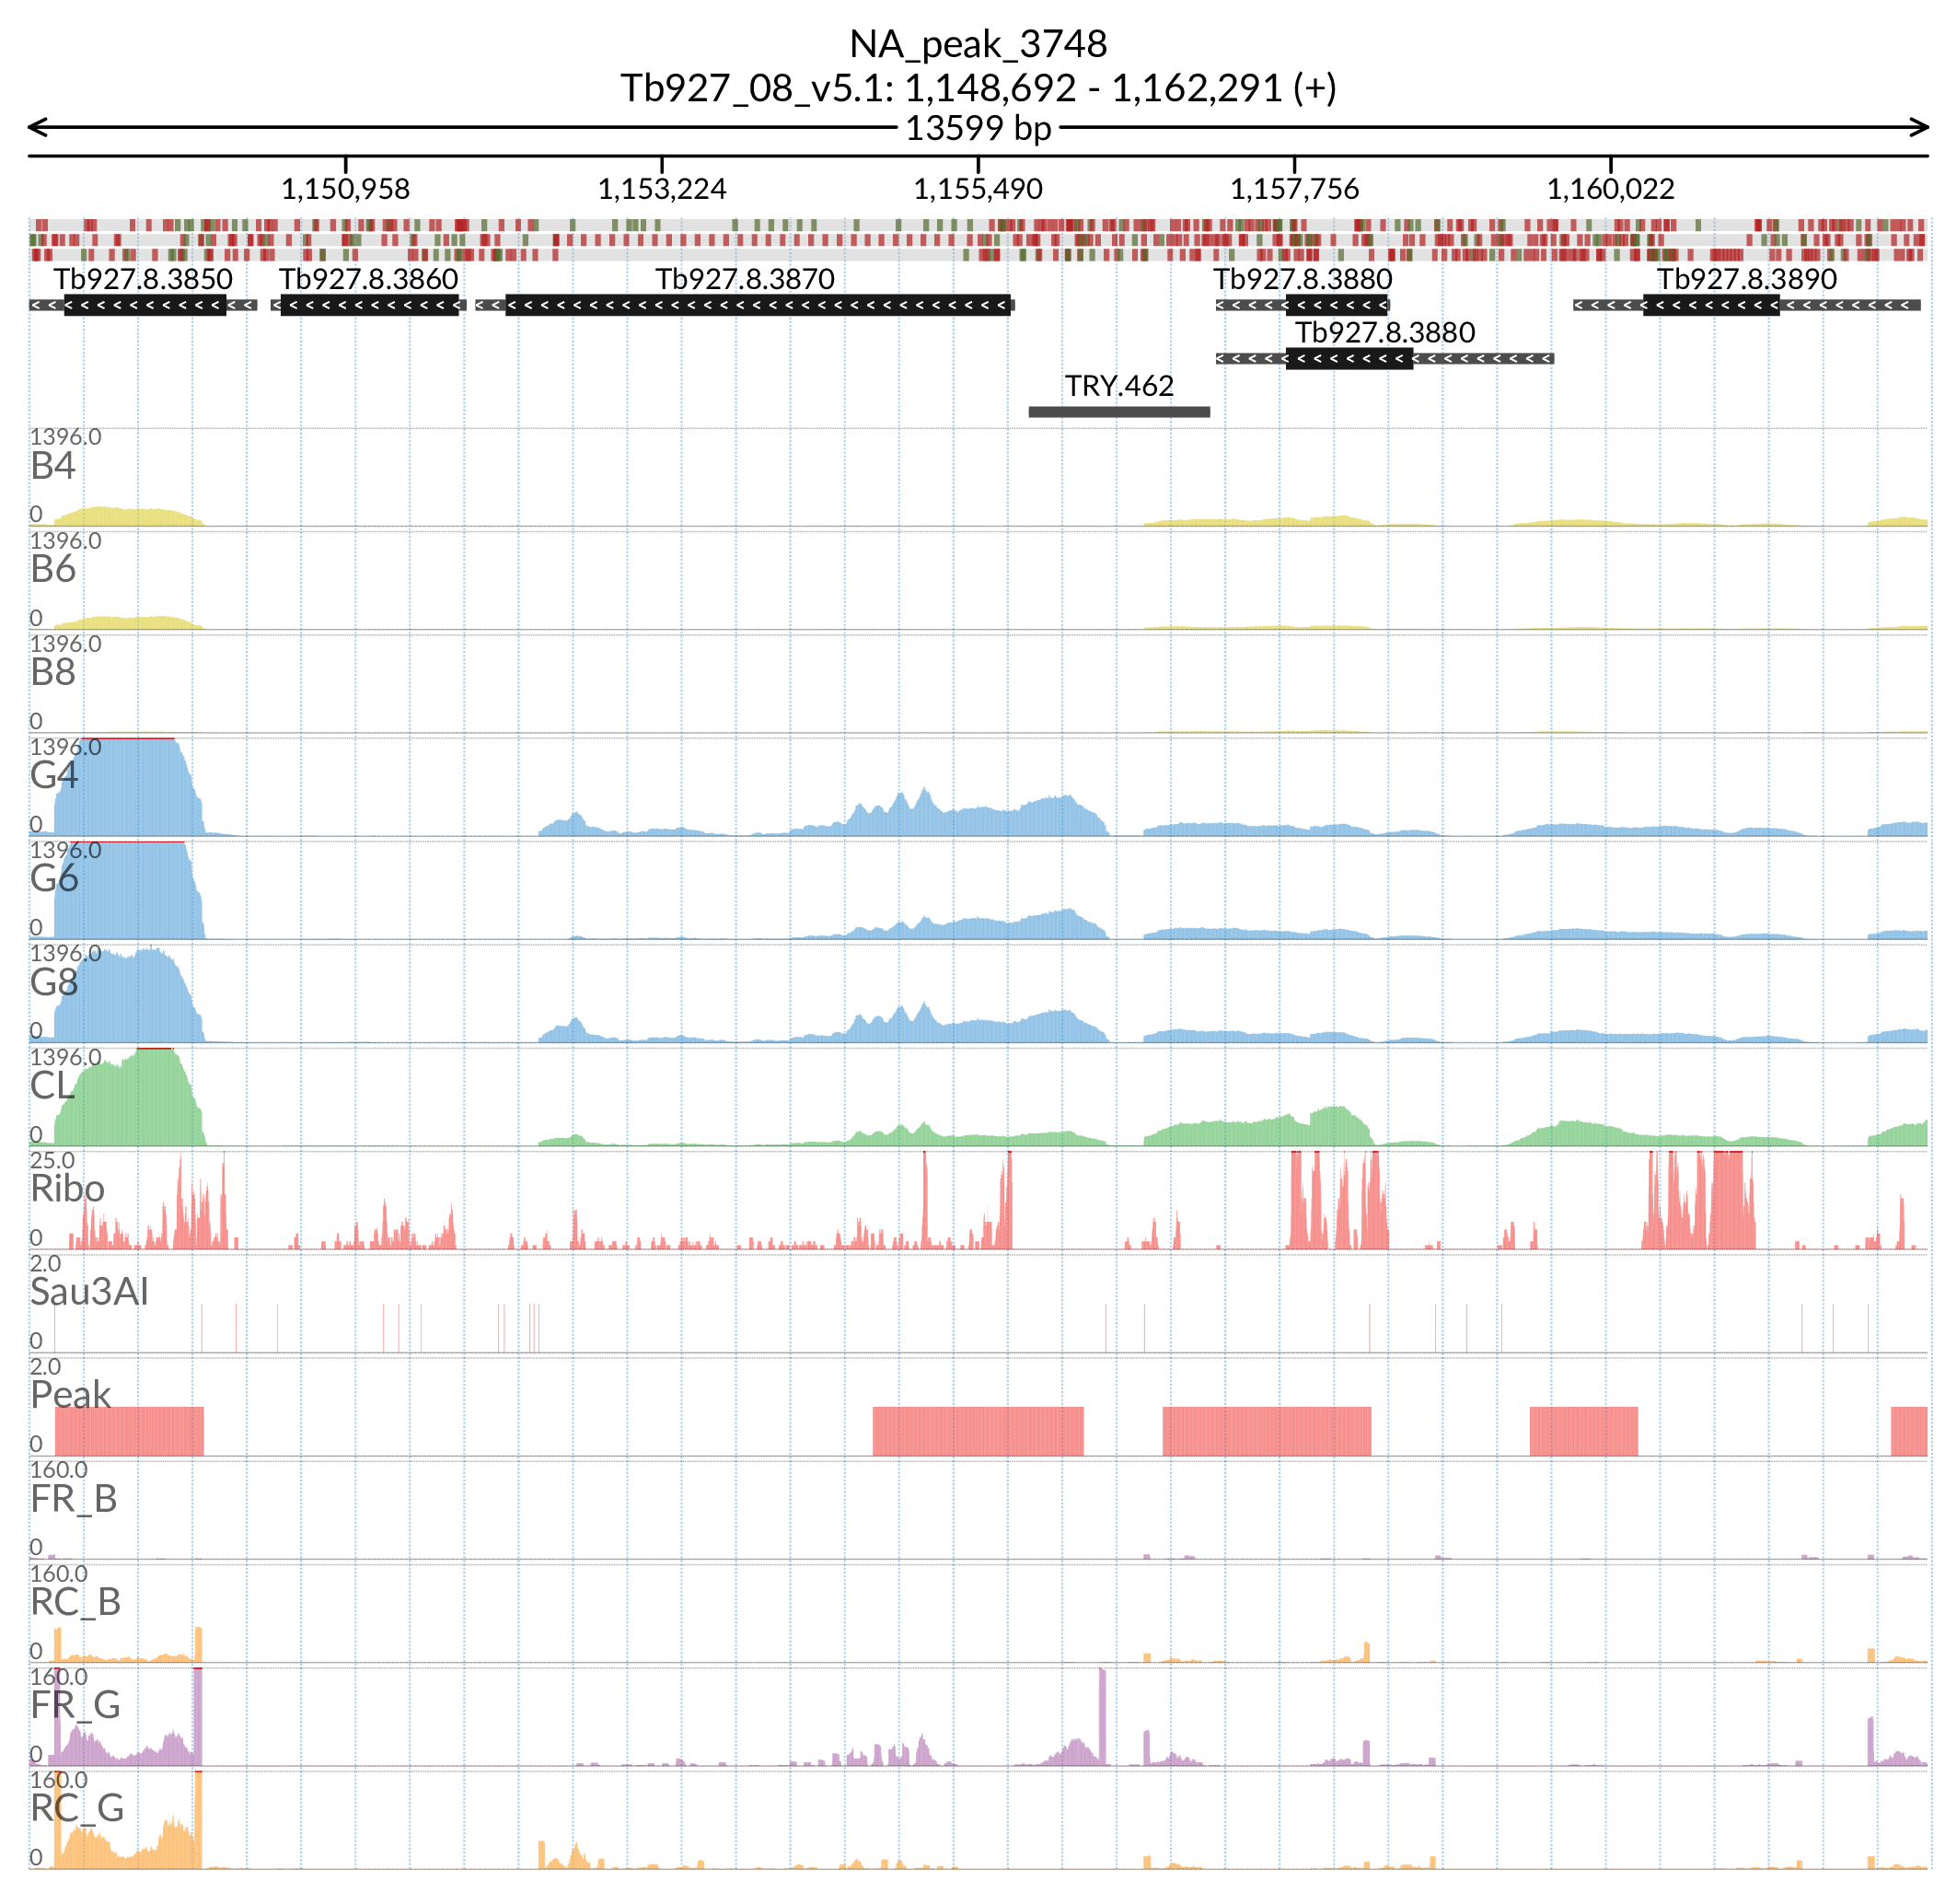 NA_peak_3748
Tb927_08_v5.1: 1,148,692 - 1,162,291 (+)
13599 bp
1,150,958 1,153,224 1,155,490 1,157,756 1,160,022
Tb927.8.3850 Tb927.8.3860 Tb927.8.3870 Tb927.8.3880 Tb927.8.3890
Tb927.8.3880
TRY.462
1396.0
B4
0
1396.0
B6
0
1396.0
B8
0
1396.0
G4
0
1396.0
G6
0
1396.0
G8
0
1396.0
CL
0
25.0
Ribo
0
2.0
Sau3AI
0
2.0
Peak
0
160.0
FR_B
0
160.0
RC_B
0
160.0
FR_G
0
160.0
RC_G
0